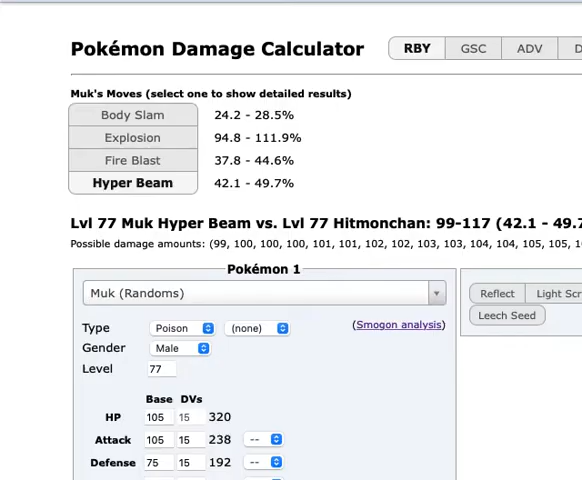 Pokémon Damage Calculator RBY GSC ADV
Muk's Moves (select one to show detailed results)
Body Slam 24.2 - 28.5%
Explosion 94.8 - 111.9%
Fire Blast 37.8 - 44.6%
Hyper Beam 42.1 - 49.7%
Lvl 77 Muk Hyper Beam vs. Lvl 77 Hitmonchan: 99-117 (42.1 - 49.7
Possible damage amounts: (99, 100, 100, 100, 101, 101, 102, 102, 103, 103, 104, 104, 105, 105,
Pokémon 1
Muk (Randoms) Reflect Light Scr
Leech Seed
Type Poison (none) (Smogon analysis)
Gender Male
Level 77
Base DVs
HP 105 15 320
Attack 105 15 238 --
Defense 75 15 192 --